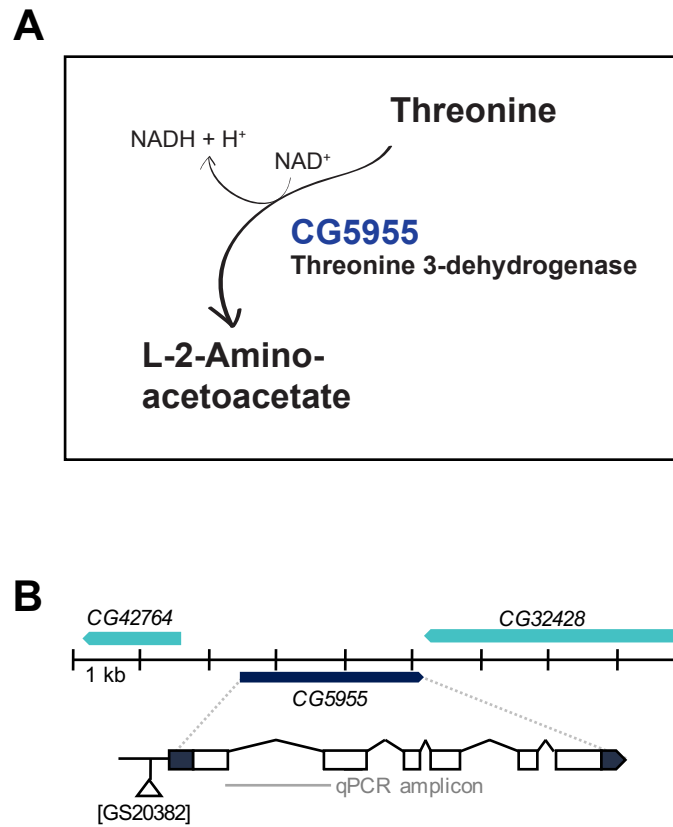 A
Threonine
NADH + H⁺
NAD⁺
CG5955
Threonine 3-dehydrogenase
L-2-Amino-
acetoacetate
B
CG42764
CG32428
1 kb
CG5955
qPCR amplicon
[GS20382]